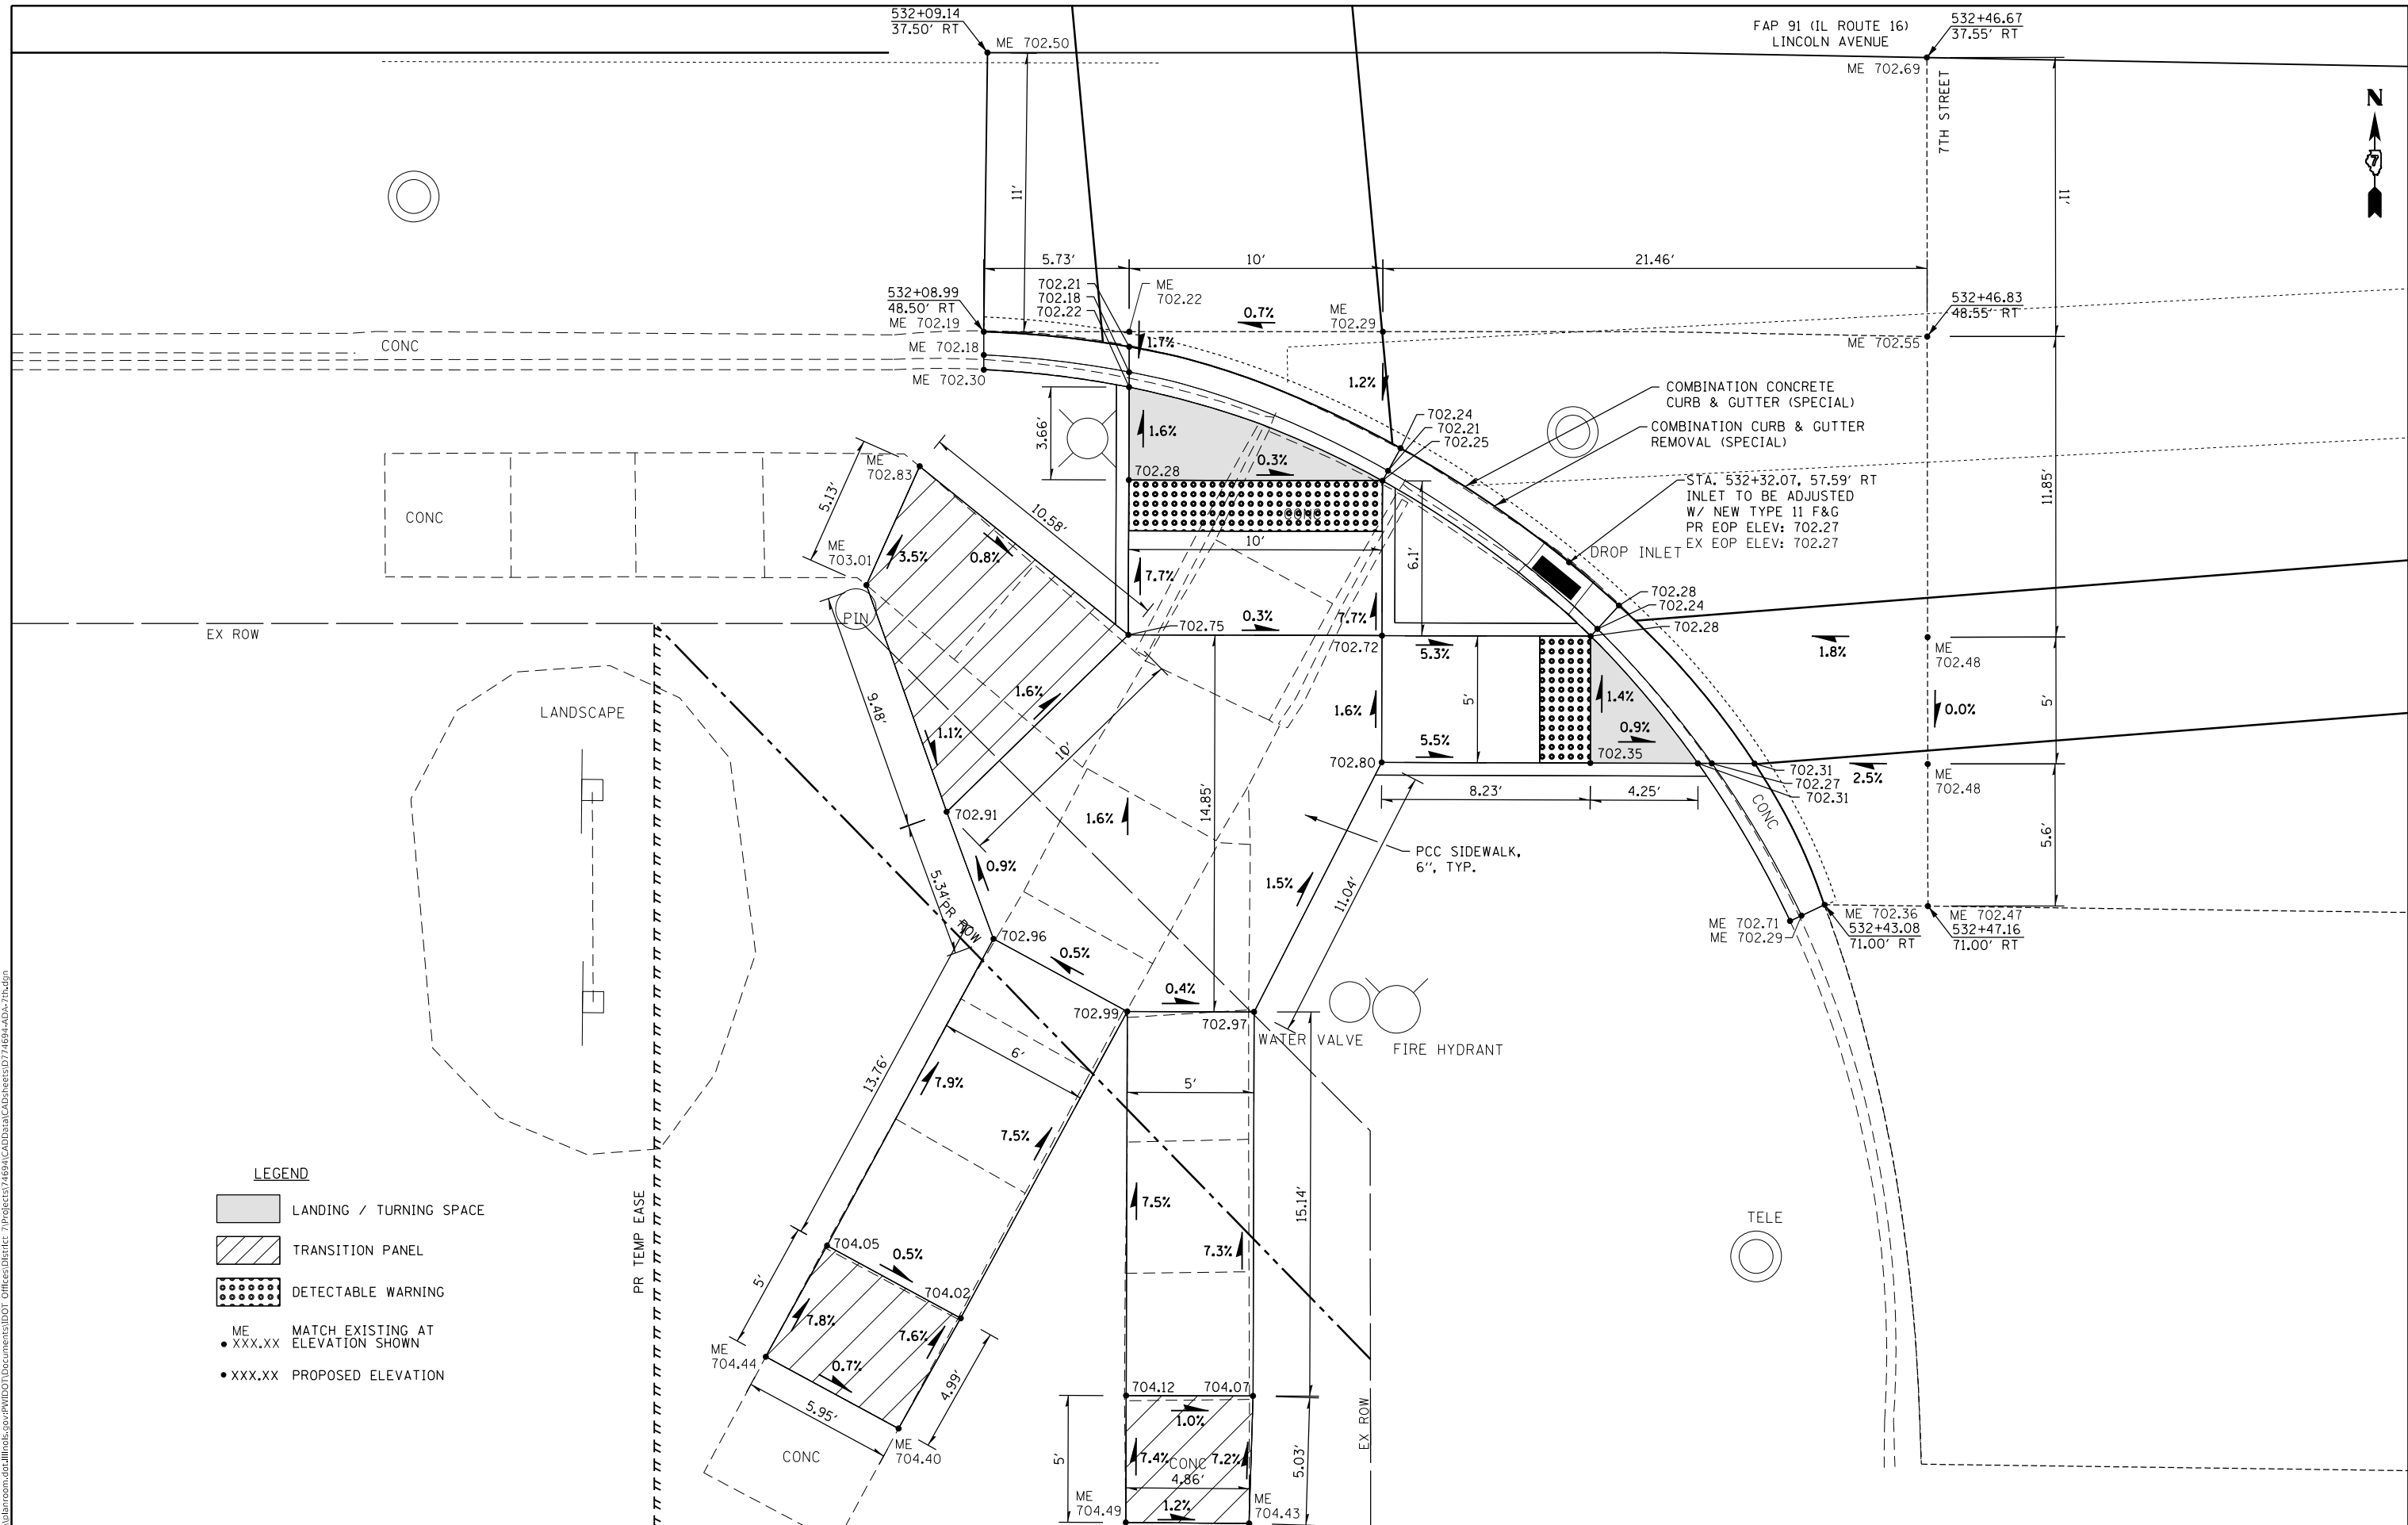 532+09.14
37.50' RT
ME 702.50
FAP 91 (IL ROUTE 16)
LINCOLN AVENUE
532+46.67
37.55' RT
ME 702.69
7TH STREET
N
7
11'
11'
5.73'
10'
21.46'
702.21
702.18
702.22
ME
702.22
532+08.99
48.50' RT
ME 702.19
0.7%
ME
702.29
532+46.83
48.55' RT
CONC
ME 702.18
1.7%
ME 702.55
ME 702.30
1.2%
COMBINATION CONCRETE
CURB & GUTTER (SPECIAL)
702.24
702.21
702.25
COMBINATION CURB & GUTTER
REMOVAL (SPECIAL)
3.66'
1.6%
0.3%
ME
702.83
702.28
STA. 532+32.07, 57.59' RT
INLET TO BE ADJUSTED
W/ NEW TYPE 11 F&G
PR EOP ELEV: 702.27
EX EOP ELEV: 702.27
11.85'
5.13'
CONC
10.58'
CONC
ME
703.01
3.5%
0.8%
10'
6.1'
DROP INLET
7.7%
702.28
702.24
702.28
PIN
702.75
0.3%
7.7%
EX ROW
702.72
5.3%
1.8%
ME
702.48
9.48'
1.6%
1.6%
5'
1.4%
5'
0.0%
LANDSCAPE
1.1%
10'
5.5%
0.9%
702.80
702.35
702.31
702.27
702.31
2.5%
ME
702.48
8.23'
4.25'
14.85'
CONC
702.91
1.6%
5.6'
PCC SIDEWALK,
6", TYP.
0.9%
5.34'
1.5%
11.04'
PR ROW
ME 702.71
ME 702.29
ME 702.36
532+43.08
71.00' RT
ME 702.47
532+47.16
71.00' RT
702.96
0.5%
0.4%
702.99
702.97
WATER VALVE
FIRE HYDRANT
6'
13.76'
7.9%
5'
7.5%
LEGEND
LANDING / TURNING SPACE
TRANSITION PANEL
DETECTABLE WARNING
ME
XXX.XX
MATCH EXISTING AT
ELEVATION SHOWN
XXX.XX PROPOSED ELEVATION
PR TEMP EASE
7.5%
15.14'
7.3%
TELE
704.05
0.5%
5'
704.02
7.8%
7.6%
ME
704.44
0.7%
4.99'
5.95'
704.12
704.07
1.0%
EX ROW
CONC
ME
704.40
5'
7.4%
CONC
7.2%
4.86'
5.03'
ME
704.49
1.2%
ME
704.43